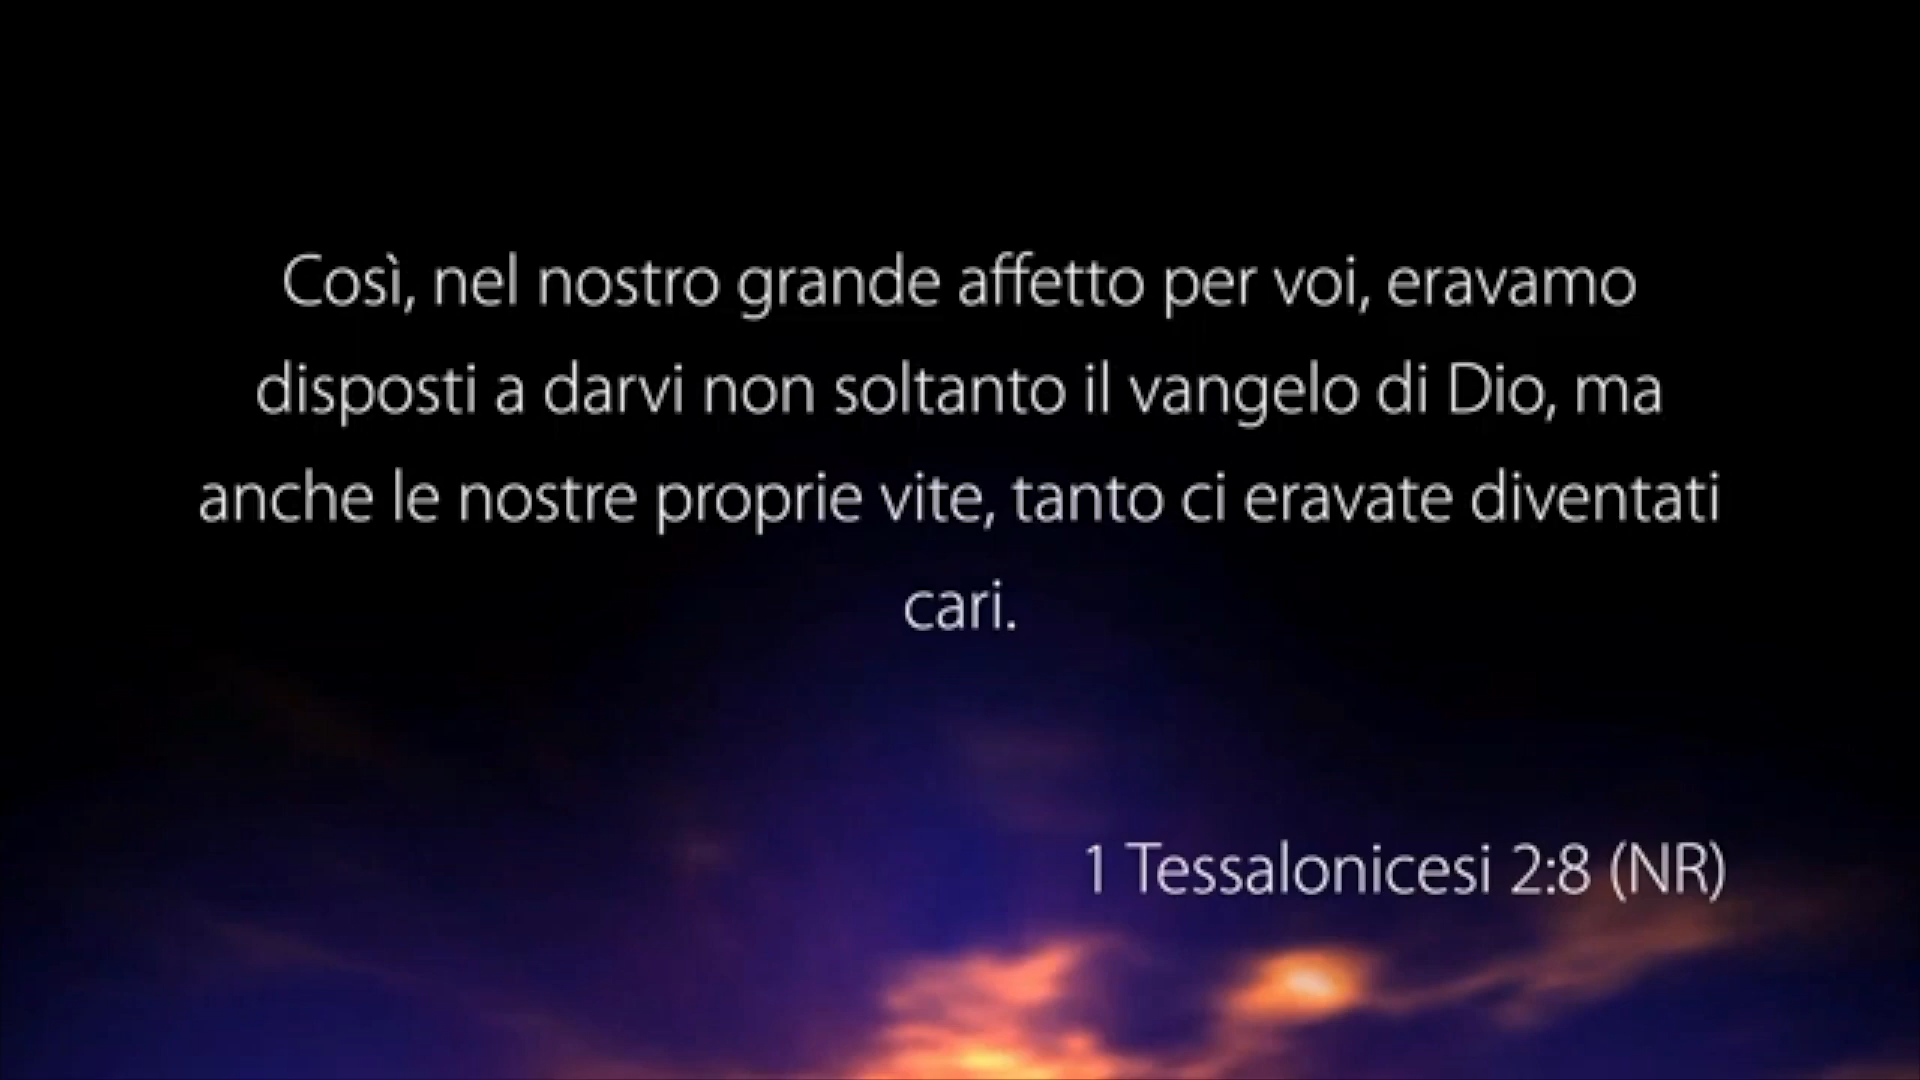 Così, nel nostro grande affetto per voi, eravamo
disposti a darvi non soltanto il vangelo di Dio, ma
anche le nostre proprie vite, tanto ci eravate diventati
cari.
1 Tessalonicesi 2:8 (NR)